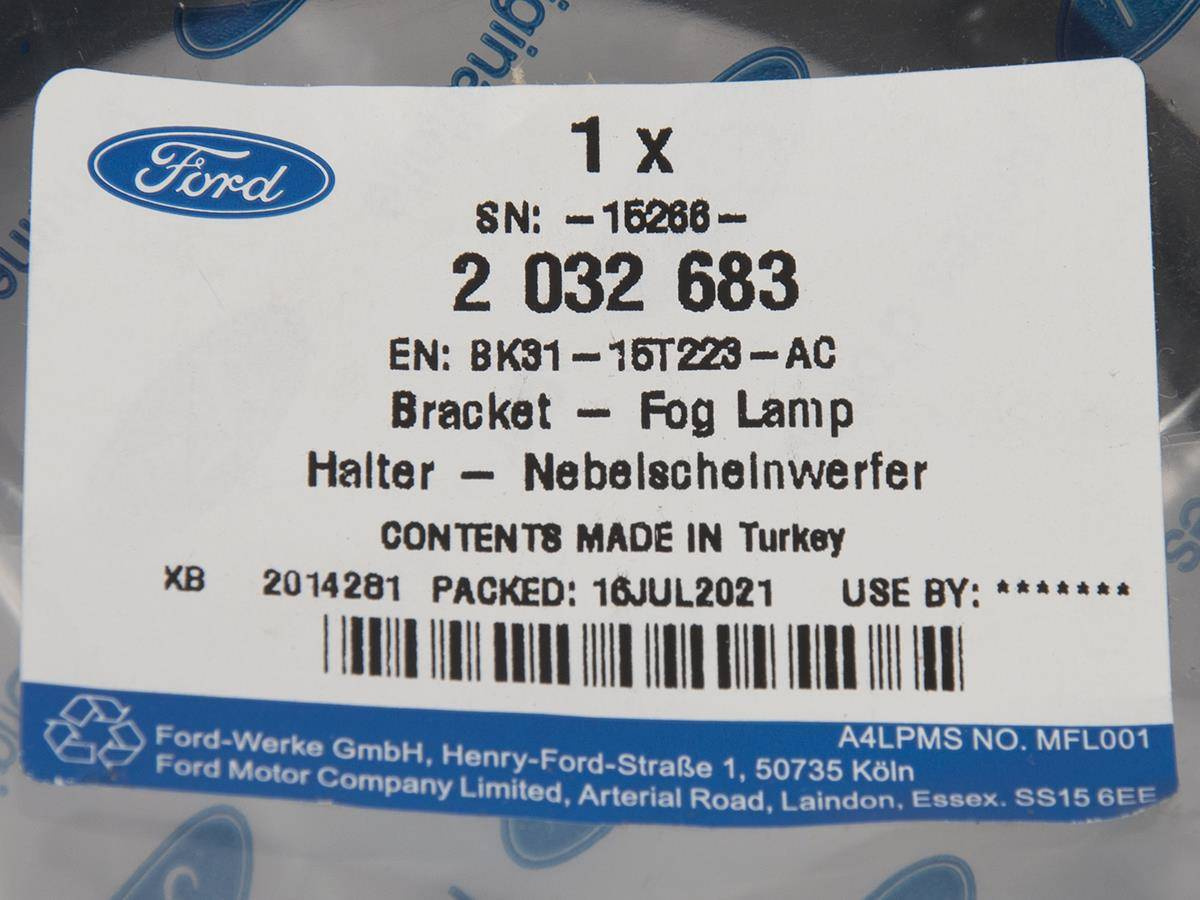 Ford
1 x
SN: -15266-
2 032 683
EN: BK31-15T223-AC
Bracket - Fog Lamp
Halter - Nebelscheinwerfer
CONTENTS MADE IN Turkey
XB 2014281 PACKED: 16JUL2021 USE BY: *******
A4LPMS NO. MFL001
Ford-Werke GmbH, Henry-Ford-Straße 1, 50735 Köln
Ford Motor Company Limited, Arterial Road, Laindon, Essex. SS15 6EE